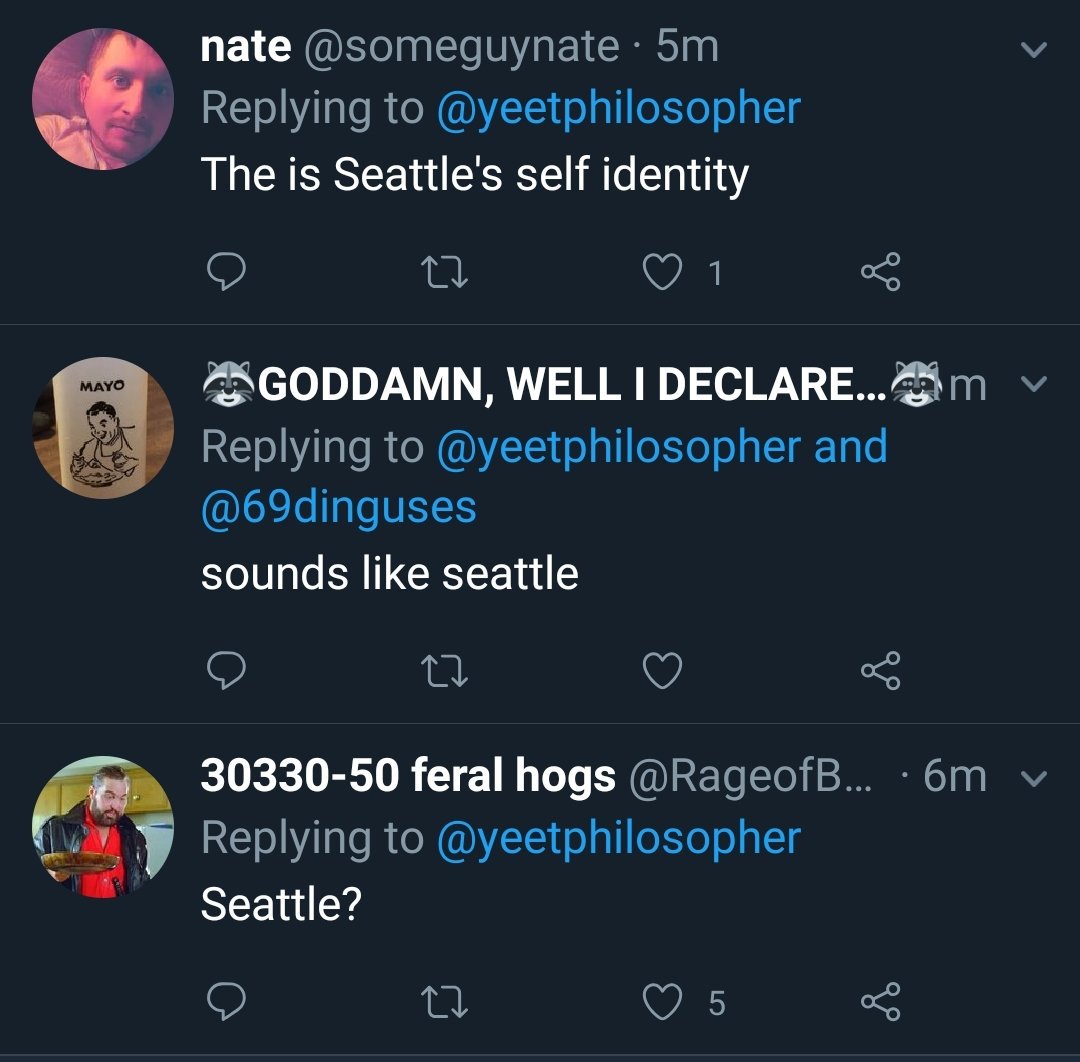 nate @someguynate · 5m
Replying to @yeetphilosopher
The is Seattle's self identity
1
MAYO
🦝GODDAMN, WELL I DECLARE...🦝m
Replying to @yeetphilosopher and
@69dinguses
sounds like seattle
30330-50 feral hogs @RageofB... · 6m
Replying to @yeetphilosopher
Seattle?
5